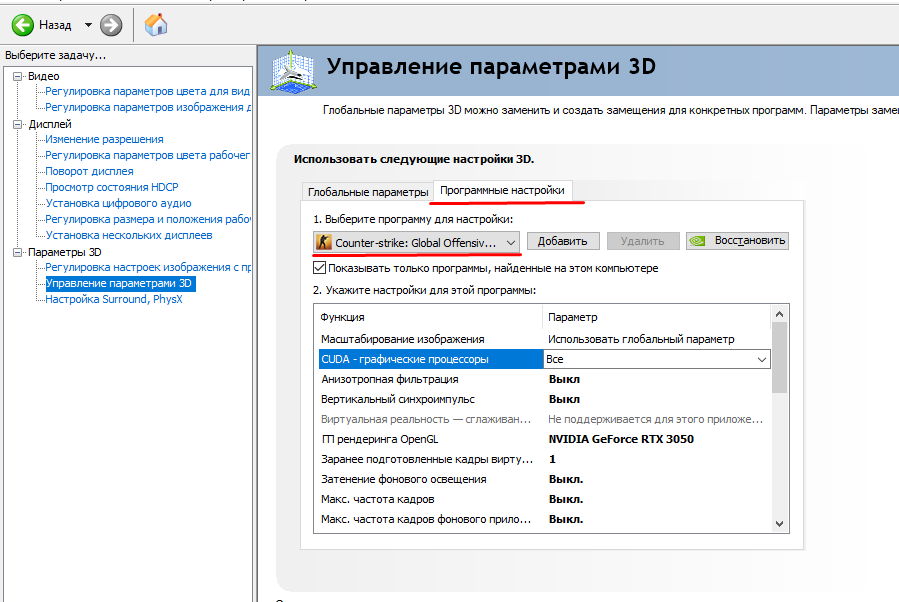 Назад
Выберите задачу...
Видео
Регулировка параметров цвета для вид
Регулировка параметров изображения д
Дисплей
Изменение разрешения
Регулировка параметров цвета рабочег
Поворот дисплея
Просмотр состояния HDCP
Установка цифрового аудио
Регулировка размера и положения рабо
Установка нескольких дисплеев
Параметры 3D
Регулировка настроек изображения с пр
Управление параметрами 3D
Настройка Surround, PhysX
Управление параметрами 3D
Глобальные параметры 3D можно заменить и создать замещения для конкретных программ. Параметры заме
Использовать следующие настройки 3D.
Глобальные параметры Программные настройки
1. Выберите программу для настройки:
Counter-strike: Global Offensiv... Добавить Удалить Восстановить
Показывать только программы, найденные на этом компьютере
2. Укажите настройки для этой программы:
Функция Параметр
Масштабирование изображения Использовать глобальный параметр
CUDA - графические процессоры Все
Анизотропная фильтрация Выкл
Вертикальный синхроимпульс Выкл
Виртуальная реальность — сглаживан... Не поддерживается для этого приложе...
ГП рендеринга OpenGL NVIDIA GeForce RTX 3050
Заранее подготовленные кадры вирту... 1
Затенение фонового освещения Выкл.
Макс. частота кадров Выкл.
Макс. частота кадров фонового прило... Выкл.